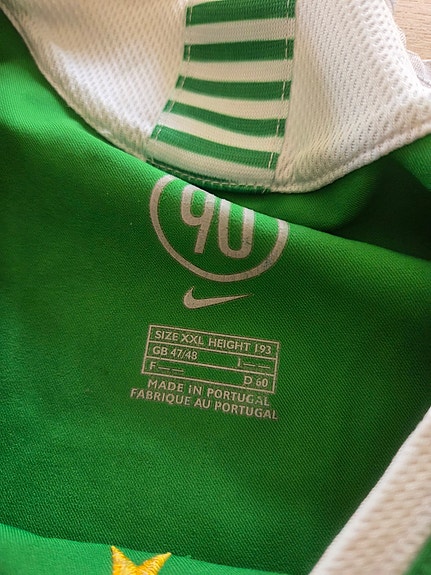 90
SIZE XXL HEIGHT 193
GB 47/48 I – –
F – – D 60
MADE IN PORTUGAL
FABRIQUE AU PORTUGAL